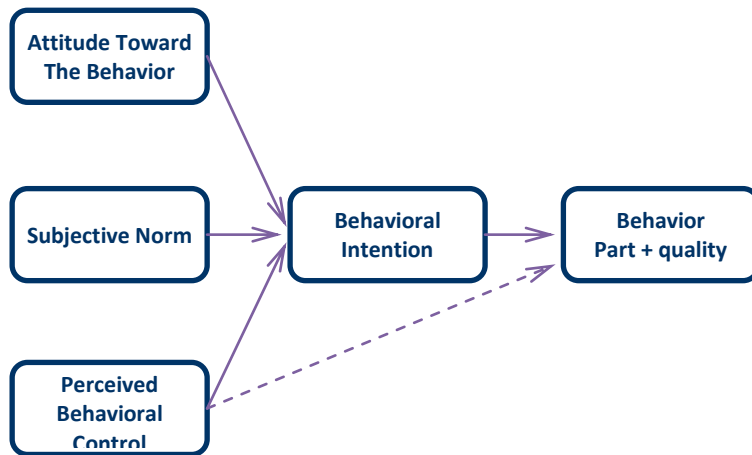 Attitude Toward
The Behavior
Subjective Norm
Behavioral
Intention
Behavior
Part + quality
Perceived
Behavioral
Control